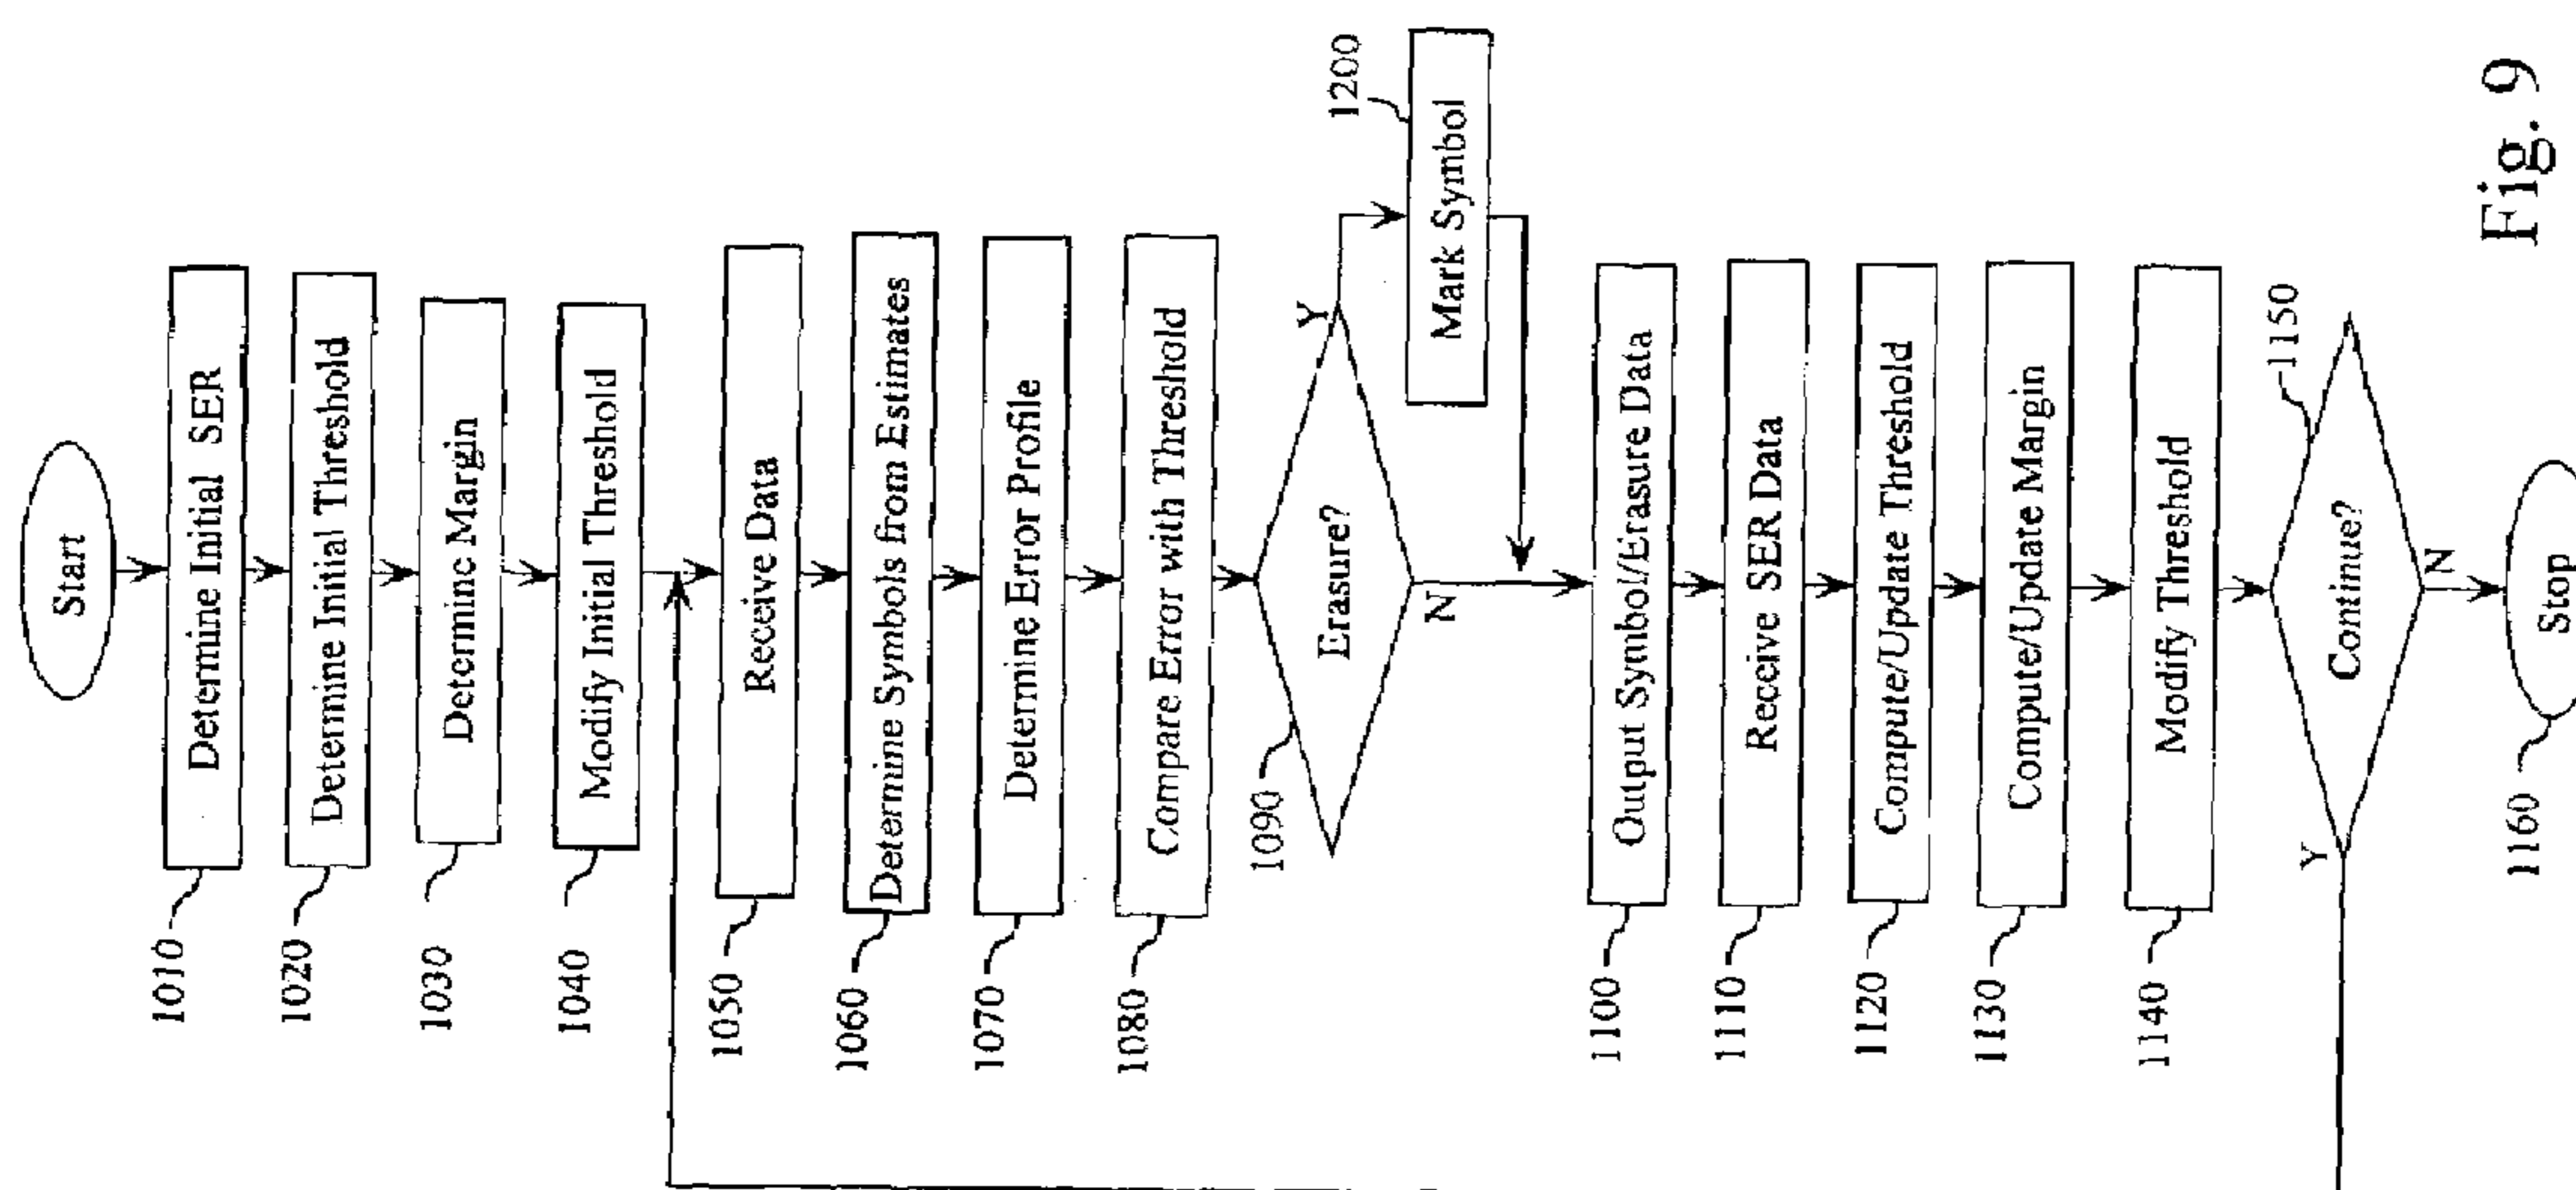 Start
1010
Determine Initial SER
1020
Determine Initial Threshold
1030
Determine Margin
1040
Modify Initial Threshold
1050
Receive Data
1060
Determine Symbols from Estimates
1070
Determine Error Profile
1080
Compare Error with Threshold
1090
Erasure?
Y
N
1200
Mark Symbol
1100
Output Symbol/Erasure Data
1110
Receive SER Data
1120
Compute/Update Threshold
1130
Compute/Update Margin
1140
Modify Threshold
1150
Continue?
Y
N
1160
Stop
Fig. 9